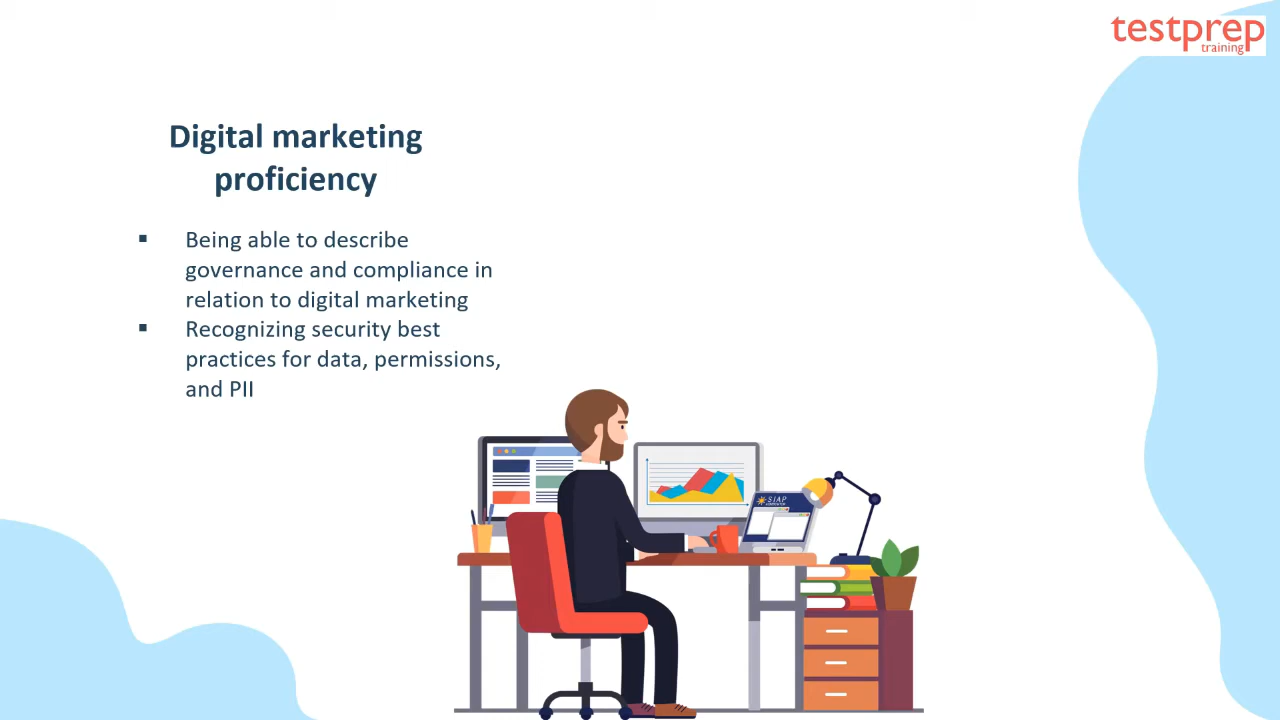 testprep
training
Digital marketing
proficiency
▪ Being able to describe
governance and compliance in
relation to digital marketing
▪ Recognizing security best
practices for data, permissions,
and PII
SIAP